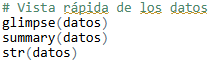 # Vista rápida de los datos
glimpse(datos)
summary(datos)
str(datos)